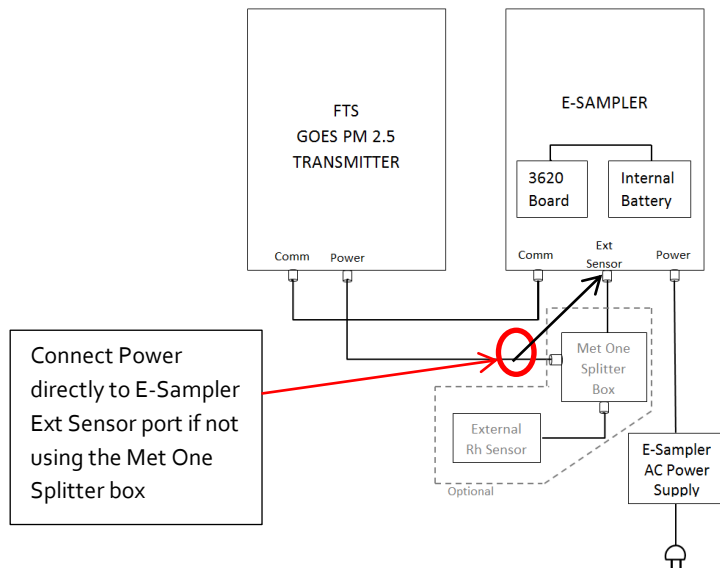 FTS
GOES PM 2.5
TRANSMITTER
Comm
Power
E-SAMPLER
3620
Board
Internal
Battery
Comm
Ext
Sensor
Power
Connect Power
directly to E-Sampler
Ext Sensor port if not
using the Met One
Splitter box
Met One
Splitter
Box
External
Rh Sensor
Optional
E-Sampler
AC Power
Supply